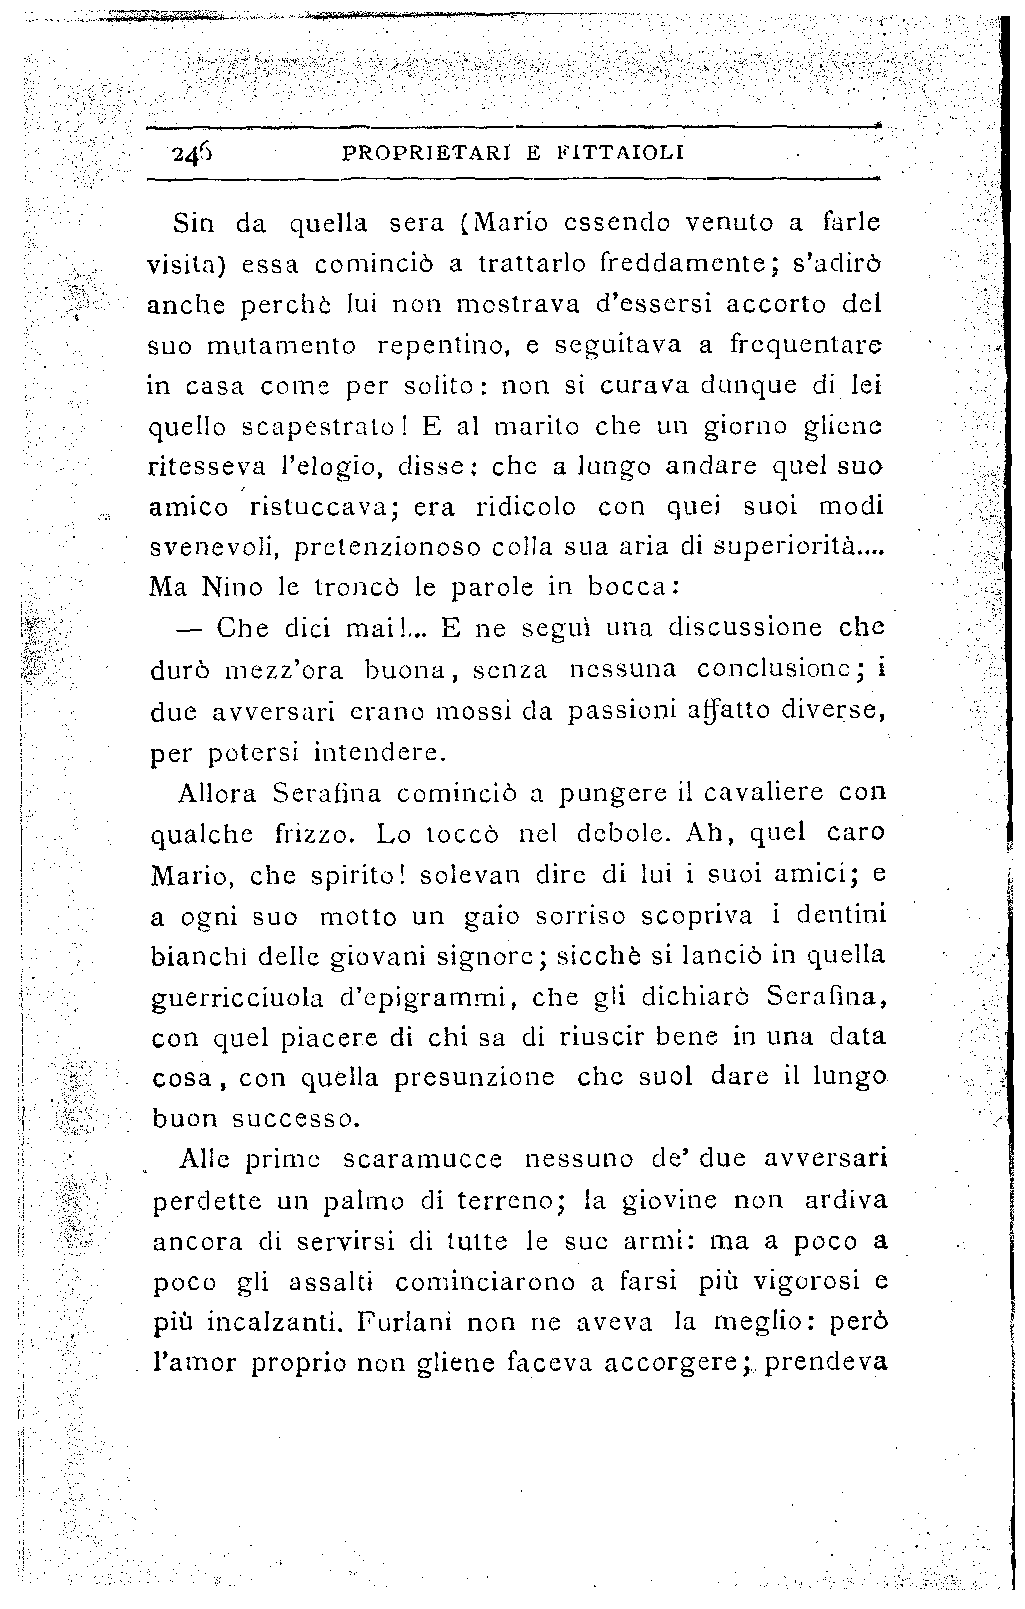 246 PROPRIETARI E FITTAIOLI
Sin da quella sera (Mario essendo venuto a farle
visita) essa cominciò a trattarlo freddamente; s'adirò
anche perchè lui non mostrava d'essersi accorto del
suo mutamento repentino, e seguitava a frequentare
in casa come per solito: non si curava dunque di lei
quello scapestrato! E al marito che un giorno gliene
ritesseva l'elogio, disse: che a lungo andare quel suo
amico ristuccava; era ridicolo con quei suoi modi
svenevoli, pretenzionoso colla sua aria di superiorità....
Ma Nino le troncò le parole in bocca:
— Che dici mai!... E ne seguì una discussione che
durò mezz'ora buona, senza nessuna conclusione; i
due avversari erano mossi da passioni affatto diverse,
per potersi intendere.
Allora Serafina cominciò a pungere il cavaliere con
qualche frizzo. Lo toccò nel debole. Ah, quel caro
Mario, che spirito! solevan dire di lui i suoi amici; e
a ogni suo motto un gaio sorriso scopriva i dentini
bianchi delle giovani signore; sicchè si lanciò in quella
guerricciuola d'epigrammi, che gli dichiarò Serafina,
con quel piacere di chi sa di riuscir bene in una data
cosa, con quella presunzione che suol dare il lungo
buon successo.
Alle prime scaramucce nessuno de' due avversari
perdette un palmo di terreno; la giovine non ardiva
ancora di servirsi di tutte le sue armi: ma a poco a
poco gli assalti cominciarono a farsi più vigorosi e
più incalzanti. Furlani non ne aveva la meglio: però
l'amor proprio non gliene faceva accorgere; prendeva